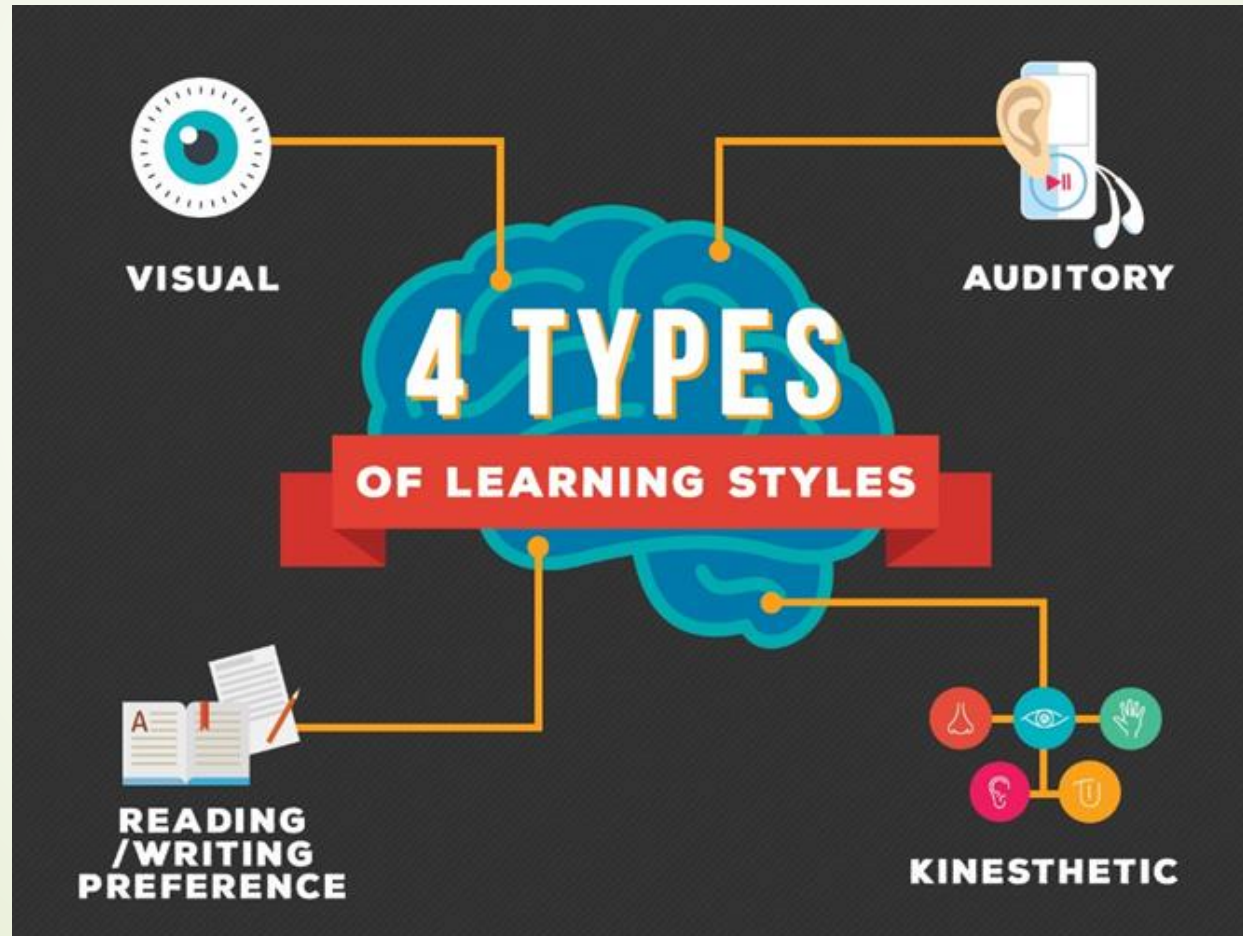 VISUAL
AUDITORY
4 TYPES
OF LEARNING STYLES
A
READING
/WRITING
PREFERENCE
KINESTHETIC